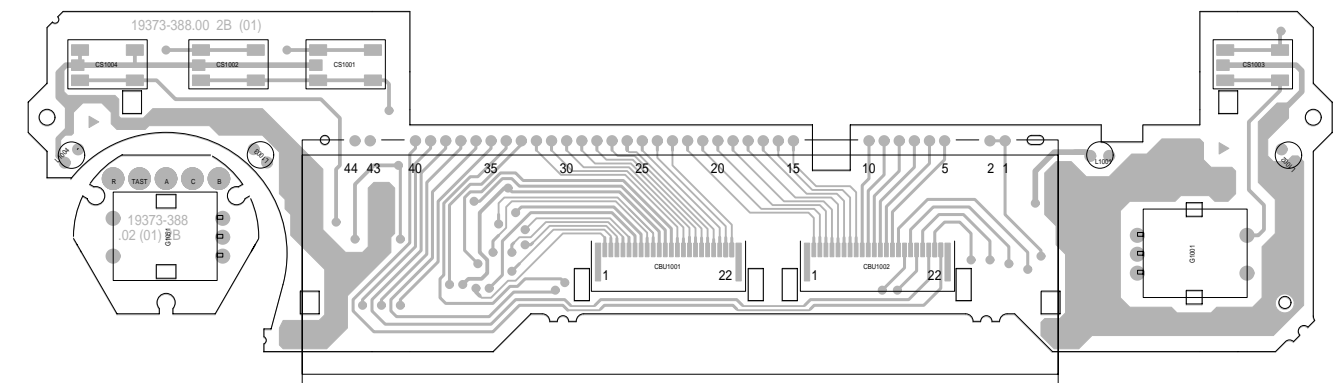 19373-388.00 2B (01)
CS1004
CS1002
CS1001
CS1003
44 43 40 35 30 25 20 15 10 5 2 1
L1001
R TAST A C B
19373-388
.02 (01) 2B
G1001
CBU1001
1 22
CBU1002
1 22